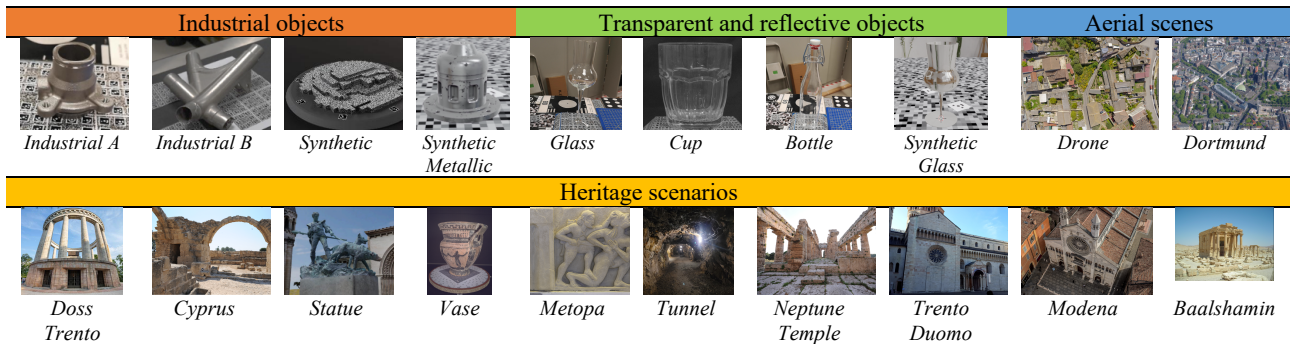 Industrial objects Transparent and reflective objects Aerial scenes
Industrial A Industrial B Synthetic Synthetic Glass Cup Bottle Synthetic Drone Dortmund
Metallic Glass
Heritage scenarios
Doss Cyprus Statue Vase Metopa Tunnel Neptune Trento Modena Baalshamin
Trento Temple Duomo